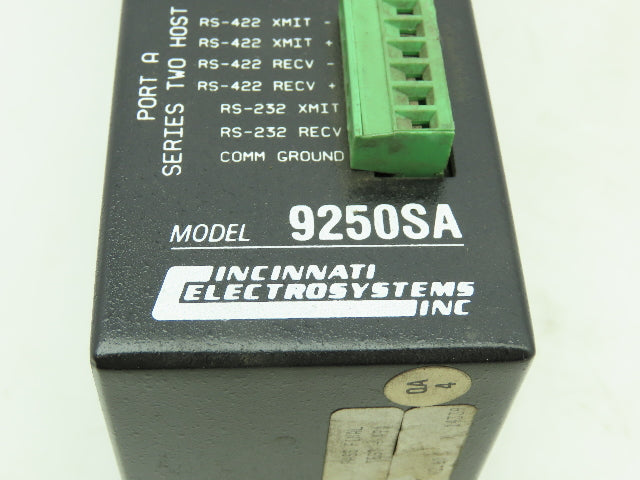 PORT A
SERIES TWO HOST
RS-422 XMIT -
RS-422 XMIT +
RS-422 RECV -
RS-422 RECV +
RS-232 XMIT
RS-232 RECV
COMM GROUND
MODEL 9250SA
CINCINNATI
ELECTROSYSTEMS
INC
QA
4